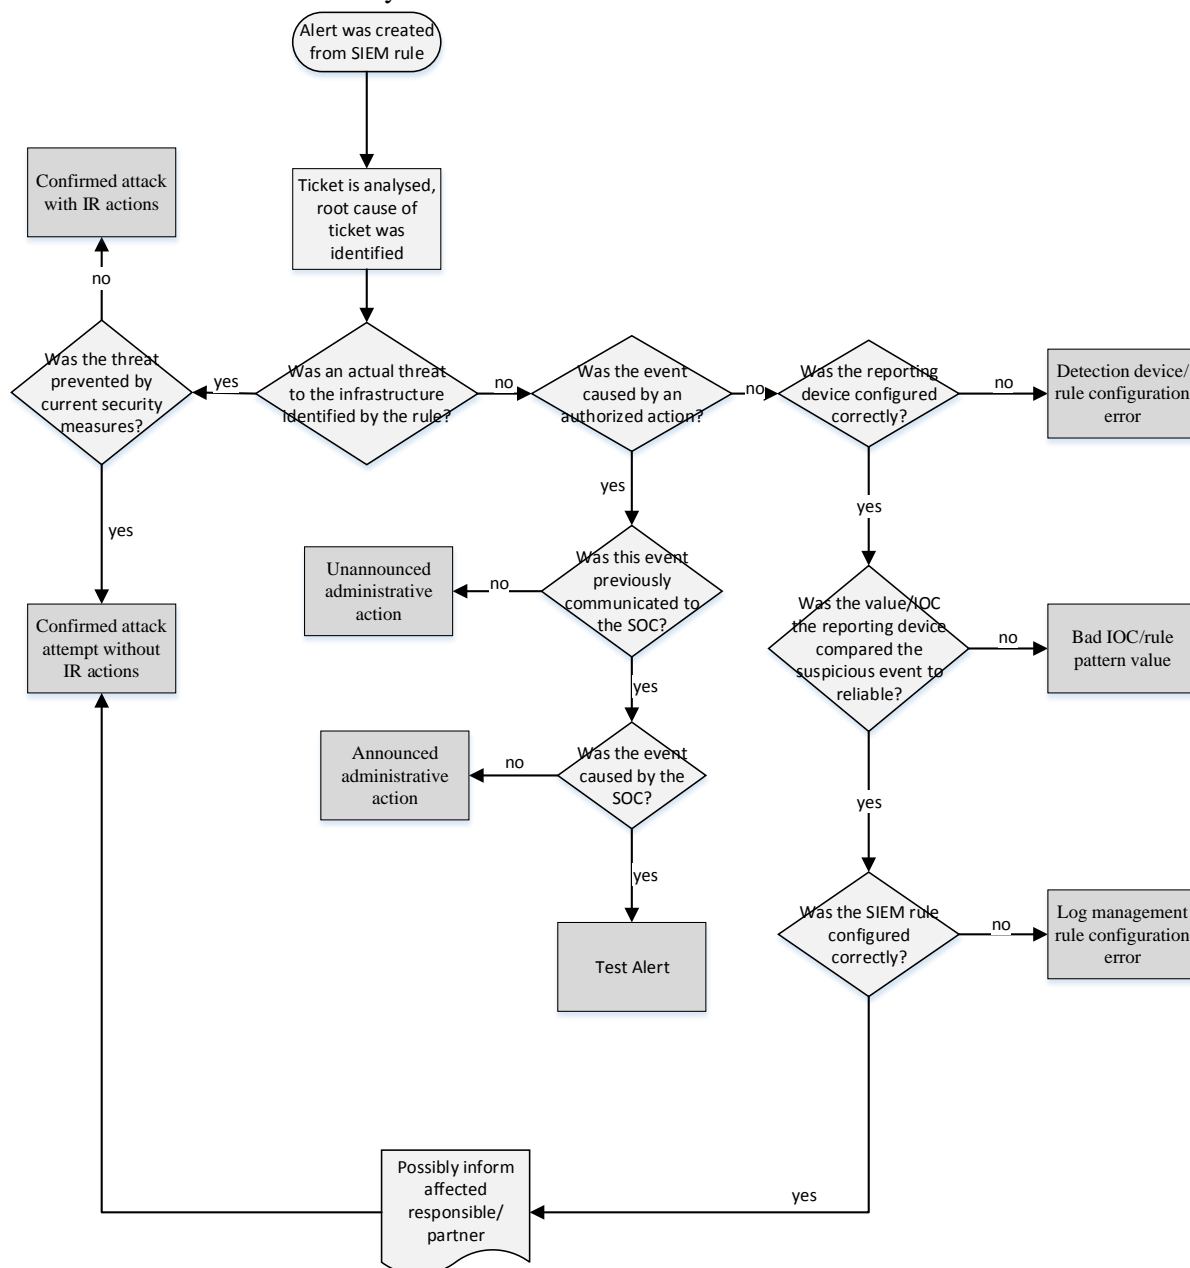 Alert was created
from SIEM rule
Confirmed attack
with IR actions
Ticket is analysed,
root cause of
ticket was
identified
no
Was the threat
prevented by
current security
measures?
yes
Was an actual threat
to the infrastructure
identified by the rule?
no
Was the event
caused by an
authorized action?
no
Was the reporting
device configured
correctly?
no
Detection device/
rule configuration
error
yes
yes
yes
Unannounced
administrative
action
no
Was this event
previously
communicated to
the SOC?
Confirmed attack
attempt without
IR actions
Was the value/IOC
the reporting device
compared the
suspicious event to
reliable?
no
Bad IOC/rule
pattern value
yes
Announced
administrative
action
no
Was the event
caused by the
SOC?
yes
yes
Test Alert
Was the SIEM rule
configured
correctly?
no
Log management
rule configuration
error
Possibly inform
affected
responsible/
partner
yes